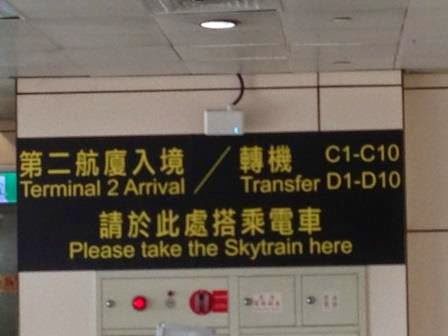 第二航廈入境 / 轉機 C1-C10
Terminal 2 Arrival Transfer D1-D10
請於此處搭乘電車
Please take the Skytrain here